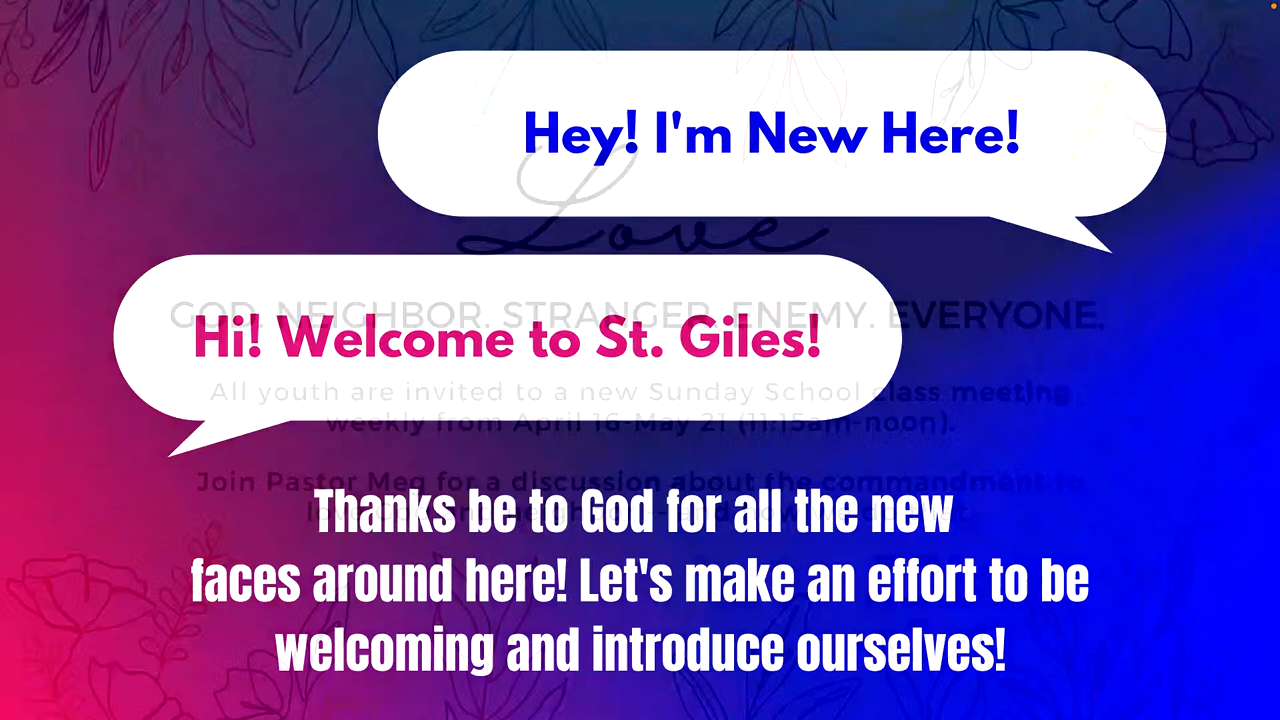 Hey! I'm New Here!
Love
GOD. NEIGHBOR. STRANGER. ENEMY. EVERYONE.
Hi! Welcome to St. Giles!
All youth are invited to a new Sunday School class meeting
weekly from April 16-May 21 (11:15am-noon).
Join Pastor Meg for a discussion about the commandment to
Thanks be to God for all the new
faces around here! Let's make an effort to be
welcoming and introduce ourselves!